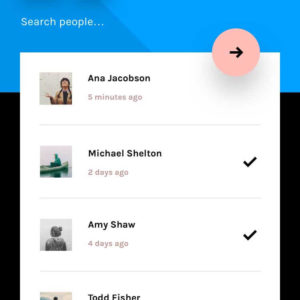 Search people...
Ana Jacobson
5 minutes ago
Michael Shelton
2 days ago
Amy Shaw
4 days ago
Todd Fisher